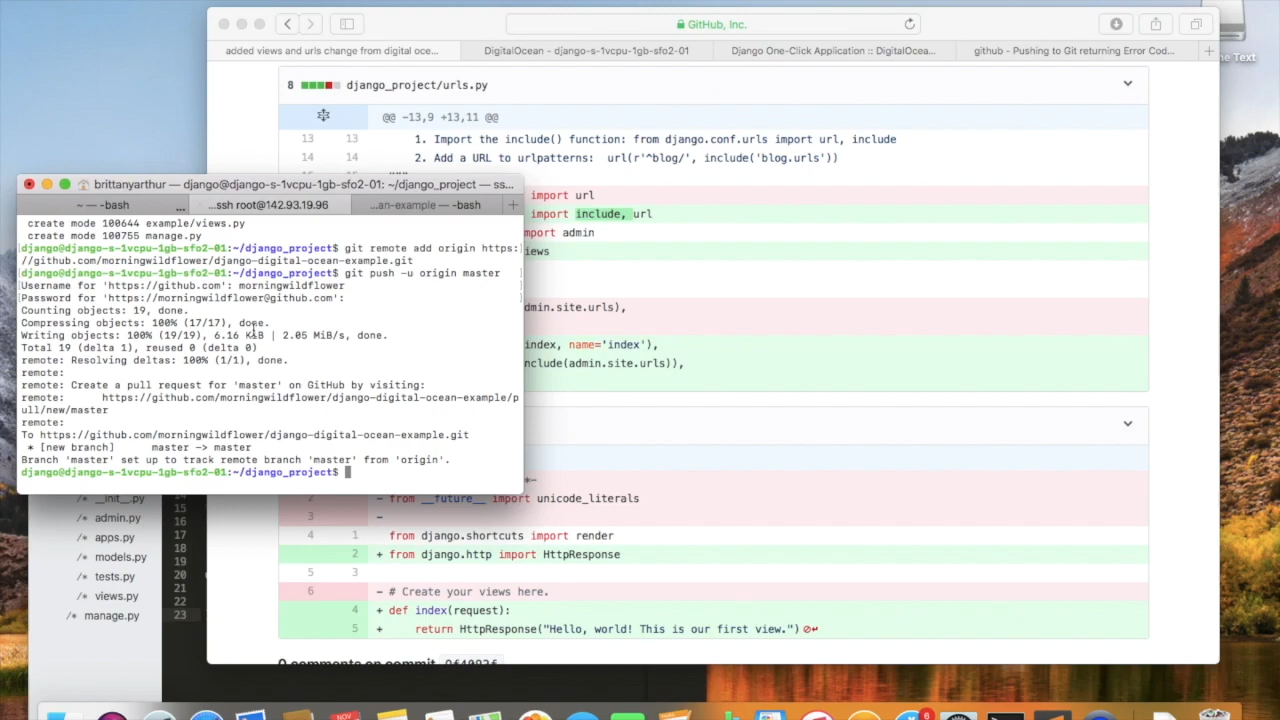 GitHub, Inc.
added views and urls change from digital oce...
DigitalOcean - django-s-1vcpu-1gb-sfo2-01
Django One-Click Application :: DigitalOcea...
github - Pushing to Git returning Error Cod...
8 django_project/urls.py
@@ -13,9 +13,11 @@
13 13 1. Import the include() function: from django.conf.urls import url, include
14 14 2. Add a URL to urlpatterns: url(r'^blog/', include('blog.urls'))
import url
import include, url
import admin
iews
dmin.site.urls),
index, name='index'),
nclude(admin.site.urls)),
brittanyarthur — django@django-s-1vcpu-1gb-sfo2-01: ~/django_project — ss...
~ — -bash
...ssh root@142.93.19.96
...an-example — -bash
create mode 100644 example/views.py
create mode 100755 manage.py
[django@django-s-1vcpu-1gb-sfo2-01:~/django_project$ git remote add origin https:]
//github.com/morningwildflower/django-digital-ocean-example.git
[django@django-s-1vcpu-1gb-sfo2-01:~/django_project$ git push -u origin master ]
[Username for 'https://github.com': morningwildflower ]
[Password for 'https://morningwildflower@github.com': ]
Counting objects: 19, done.
Compressing objects: 100% (17/17), done.
Writing objects: 100% (19/19), 6.16 KiB | 2.05 MiB/s, done.
Total 19 (delta 1), reused 0 (delta 0)
remote: Resolving deltas: 100% (1/1), done.
remote:
remote: Create a pull request for 'master' on GitHub by visiting:
remote: https://github.com/morningwildflower/django-digital-ocean-example/p
ull/new/master
remote:
To https://github.com/morningwildflower/django-digital-ocean-example.git
* [new branch] master -> master
Branch 'master' set up to track remote branch 'master' from 'origin'.
django@django-s-1vcpu-1gb-sfo2-01:~/django_project$
/* __init__.py
/* admin.py
/* apps.py
/* models.py
/* tests.py
/* views.py
/* manage.py
15
16
17
18
19
20
21
22
23
2 - from __future__ import unicode_literals
3 -
4 1 from django.shortcuts import render
2 + from django.http import HttpResponse
5 3
6 - # Create your views here.
4 + def index(request):
5 + return HttpResponse("Hello, world! This is our first view.")
0 comments on commit 0f4082f
NOV
6